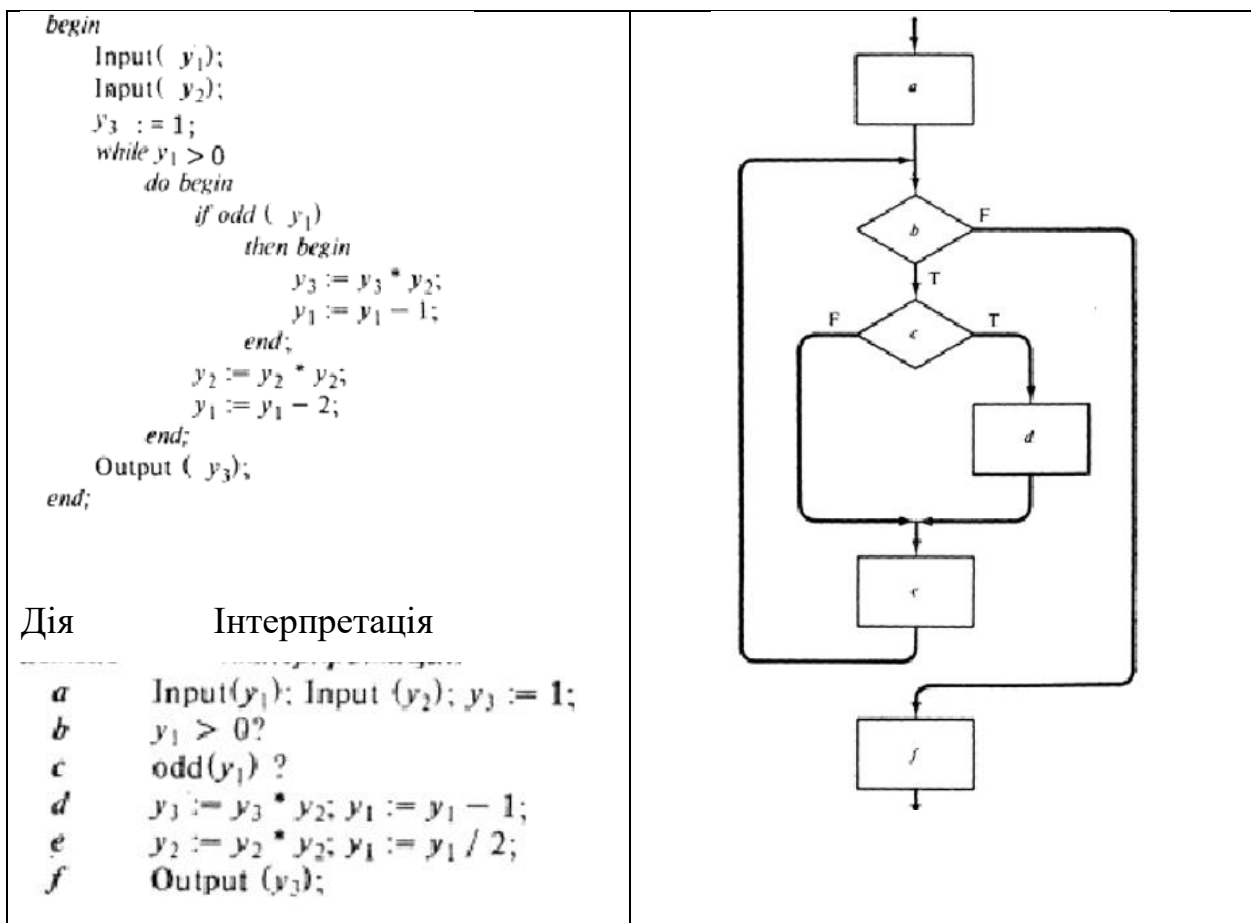 begin
Input( y₁);
Input( y₂);
y₃ := 1;
while y₁ > 0
do begin
if odd ( y₁)
then begin
y₃ := y₃ * y₂;
y₁ := y₁ − 1;
end;
y₂ := y₂ * y₂;
y₁ := y₁ − 2;
end;
Output ( y₃);
end;
Дія Інтерпретація
a Input(y₁); Input (y₂); y₃ := 1;
b y₁ > 0?
c odd(y₁) ?
d y₃ := y₃ * y₂; y₁ := y₁ − 1;
e y₂ := y₂ * y₂; y₁ := y₁ / 2;
f Output (y₃);
a
b F
T
F c T
d
e
f